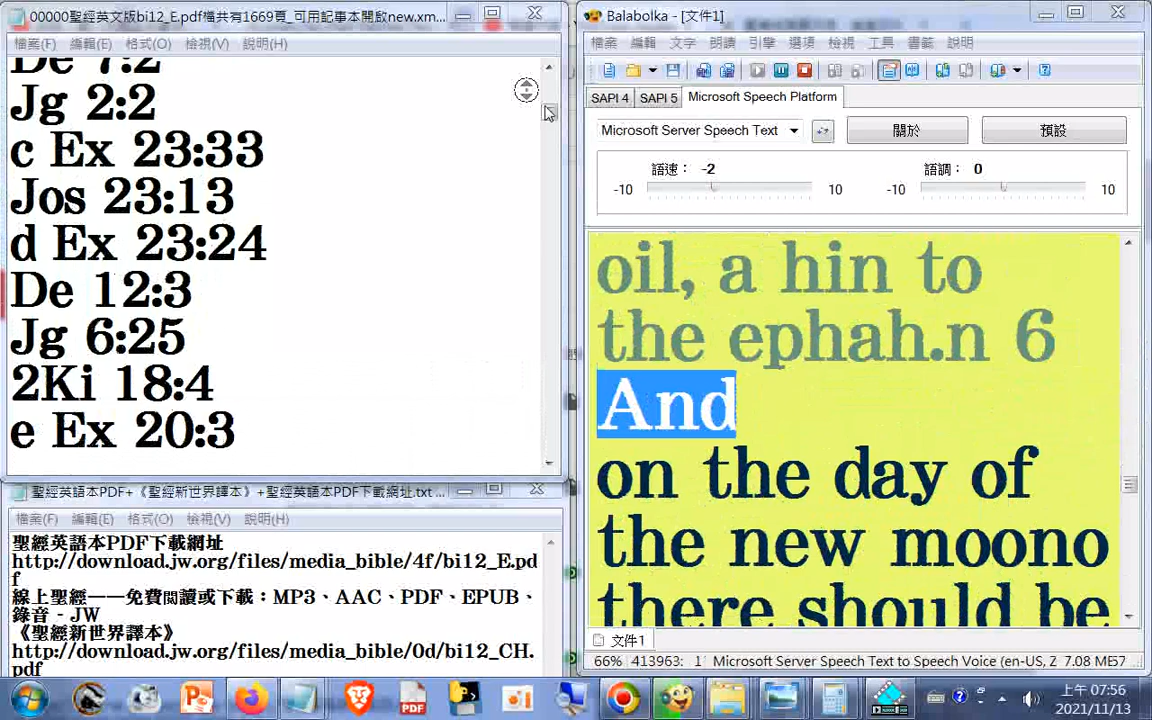 00000聖經英文版bi12_E.pdf檔共有1669頁_可用記事本開啟new.xm...
檔案(F) 編輯(E) 格式(O) 檢視(V) 說明(H)
De 7:2
Jg 2:2
c Ex 23:33
Jos 23:13
d Ex 23:24
De 12:3
Jg 6:25
2Ki 18:4
e Ex 20:3
聖經英語本PDF+《聖經新世界譯本》+聖經英語本PDF下載網址.txt ...
檔案(F) 編輯(E) 格式(O) 檢視(V) 說明(H)
聖經英語本PDF下載網址
http://download.jw.org/files/media_bible/4f/bi12_E.pd
f
線上聖經——免費閱讀或下載：MP3、AAC、PDF、EPUB、
錄音 - JW
《聖經新世界譯本》
http://download.jw.org/files/media_bible/0d/bi12_CH.
pdf
Balabolka - [文件1]
檔案 編輯 文字 朗讀 引擎 選項 檢視 工具 書籤 說明
SAPI 4 SAPI 5 Microsoft Speech Platform
Microsoft Server Speech Text 關於 預設
語速： -2 語調： 0
-10 10 -10 10
oil, a hin to
the ephah.n 6
And
on the day of
the new moono
there should be
文件1
66% 413963: 1 Microsoft Server Speech Text to Speech Voice (en-US, Z 7.08 ME57
上午 07:56
2021/11/13